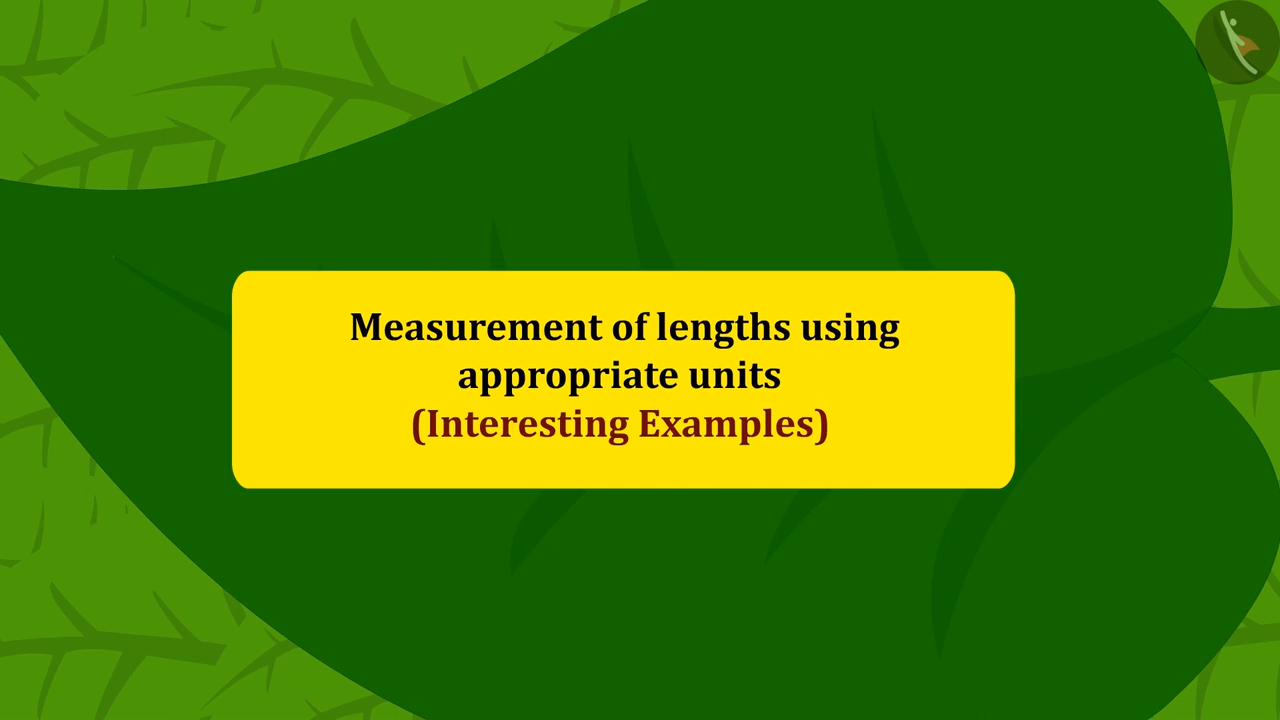 Measurement of lengths using
appropriate units
(Interesting Examples)